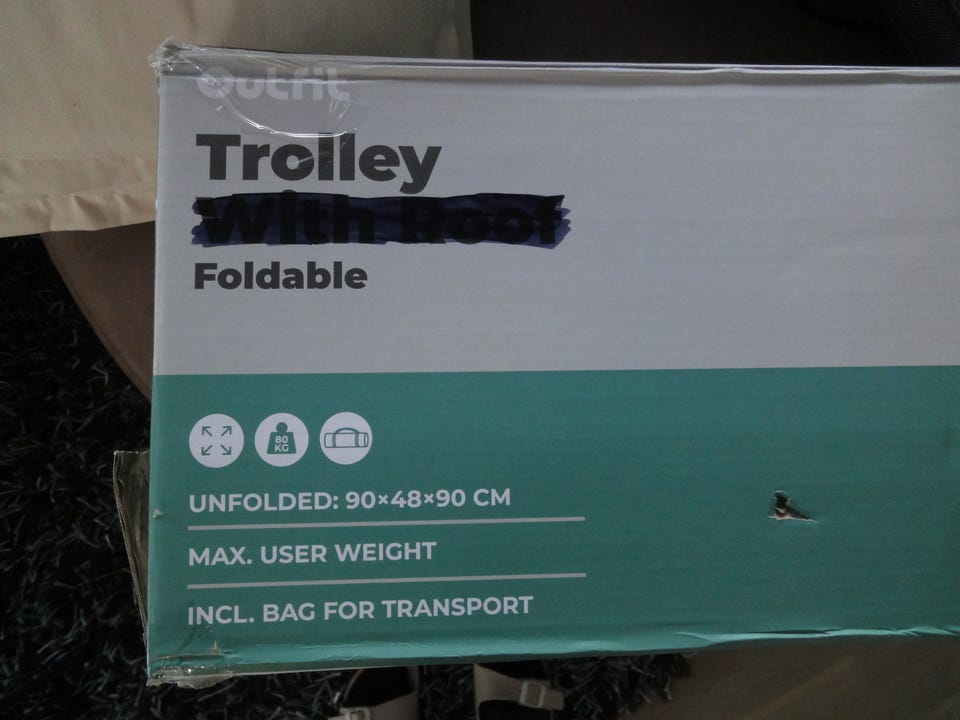 Outfit
Trolley
With Roof
Foldable
80
KG
UNFOLDED: 90×48×90 CM
MAX. USER WEIGHT
INCL. BAG FOR TRANSPORT